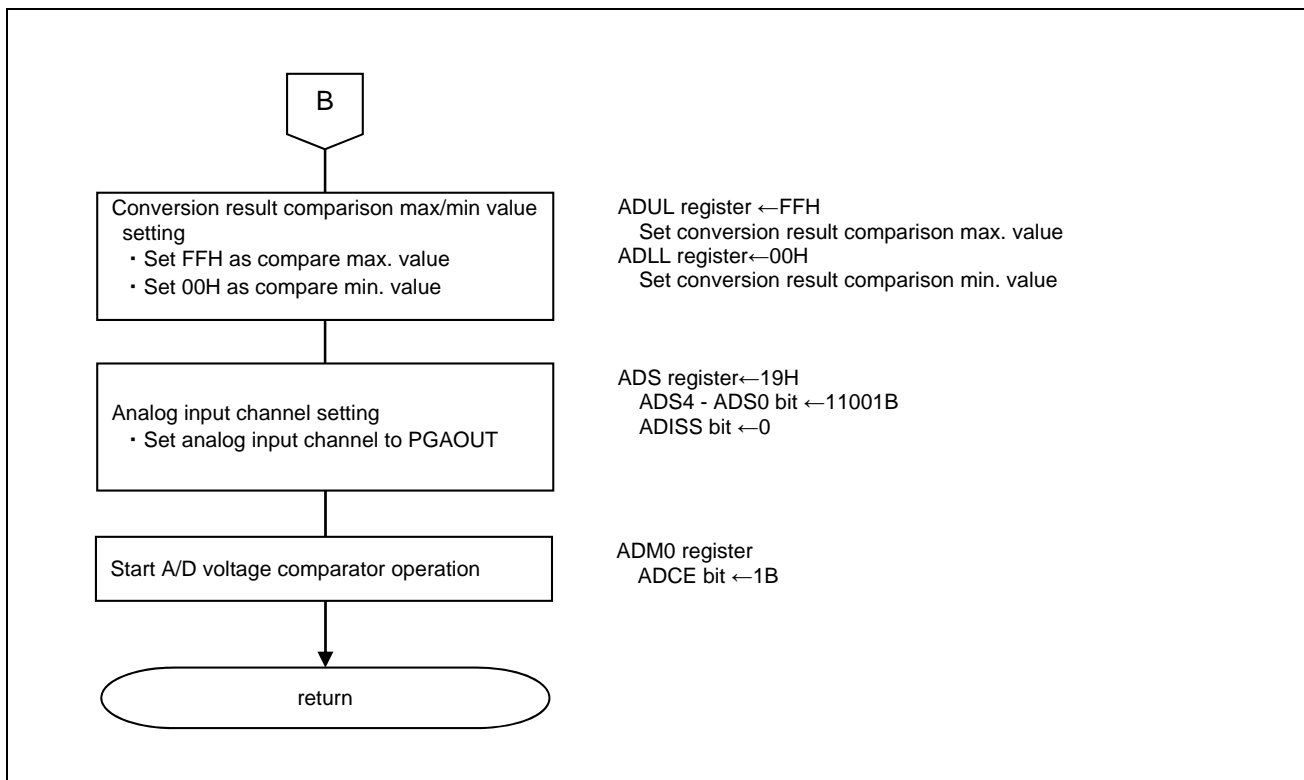 B
Conversion result comparison max/min value
setting
・Set FFH as compare max. value
・Set 00H as compare min. value
ADUL register ←FFH
Set conversion result comparison max. value
ADLL register←00H
Set conversion result comparison min. value
Analog input channel setting
・Set analog input channel to PGAOUT
ADS register←19H
ADS4 - ADS0 bit ←11001B
ADISS bit ←0
Start A/D voltage comparator operation
ADM0 register
ADCE bit ←1B
return